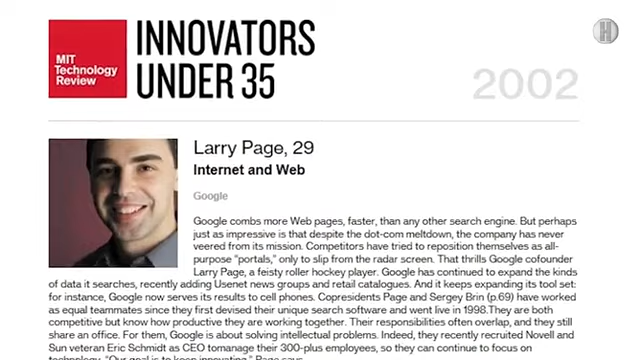 MIT
Technology
Review
INNOVATORS
UNDER 35
2002
H
Larry Page, 29
Internet and Web
Google
Google combs more Web pages, faster, than any other search engine. But perhaps
just as impressive is that despite the dot-com meltdown, the company has never
veered from its mission. Competitors have tried to reposition themselves as all-
purpose “portals,” only to slip from the radar screen. That thrills Google cofounder
Larry Page, a feisty roller hockey player. Google has continued to expand the kinds
of data it searches, recently adding Usenet news groups and retail catalogues. And it keeps expanding its tool set:
for instance, Google now serves its results to cell phones. Copresidents Page and Sergey Brin (p.69) have worked
as equal teammates since they first devised their unique search software and went live in 1998.They are both
competitive but know how productive they are working together. Their responsibilities often overlap, and they still
share an office. For them, Google is about solving intellectual problems. Indeed, they recently recruited Novell and
Sun veteran Eric Schmidt as CEO tomanage their 300-plus employees, so they can continue to focus on
technology. “Our goal is to keep innovating,” Page says.